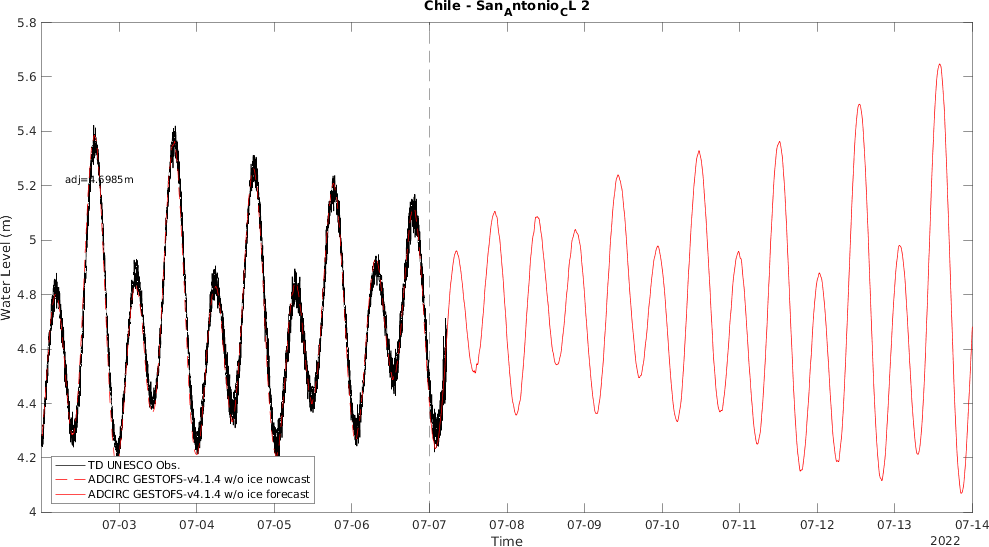 Chile - San_Antonio_CL 2
5.8
5.6
5.4
5.2
5
4.8
4.6
4.4
4.2
4
Water Level (m)
adj=4.6985m
TD UNESCO Obs.
ADCIRC GESTOFS-v4.1.4 w/o ice nowcast
ADCIRC GESTOFS-v4.1.4 w/o ice forecast
07-03 07-04 07-05 07-06 07-07 07-08 07-09 07-10 07-11 07-12 07-13 07-14
Time
2022